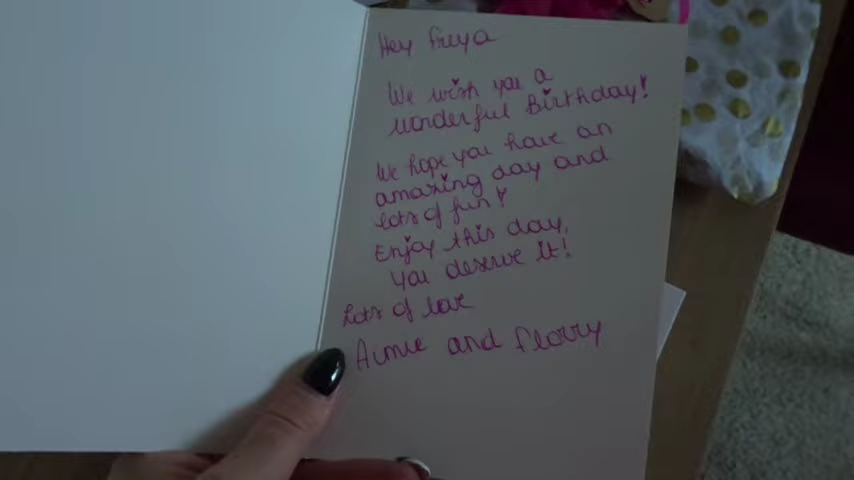 Hey Freya
We wish you a
wonderful Birthday!
We hope you have an
amazing day and
lots of fun!
Enjoy this day,
you deserve it!
Lots of love
Aimie and Florry